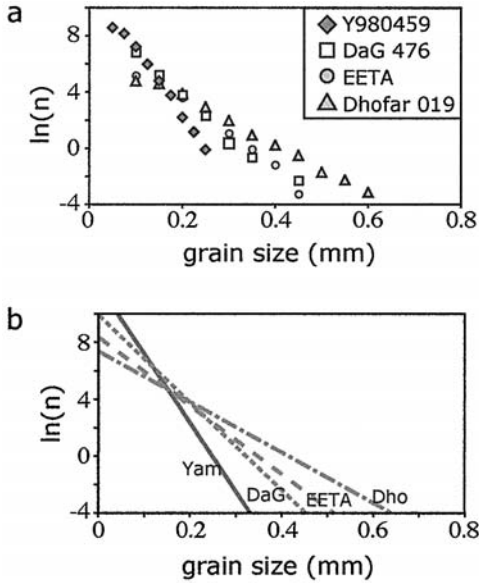 a
8
4
0
-4
ln(n)
Y980459
DaG 476
EETA
Dhofar 019
0
0.2
0.4
0.6
0.8
grain size (mm)
b
8
4
0
-4
ln(n)
Yam
DaG
EETA
Dho
0
0.2
0.4
0.6
0.8
grain size (mm)